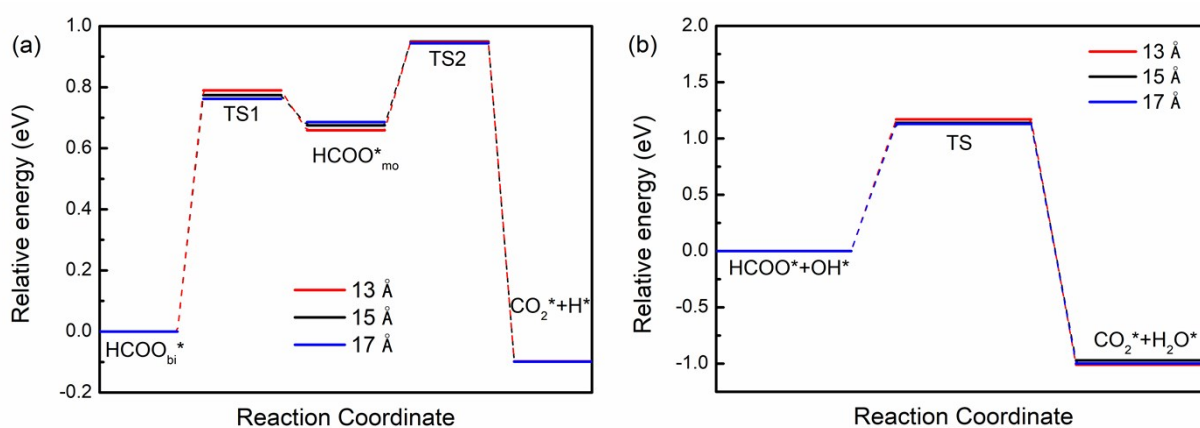 (a)
Relative energy (eV)
1.0
0.8
0.6
0.4
0.2
0.0
-0.2
TS1
TS2
HCOO*mo
HCOObi*
CO2*+H*
13 Å
15 Å
17 Å
Reaction Coordinate
(b)
Relative energy (eV)
2.0
1.5
1.0
0.5
0.0
-0.5
-1.0
13 Å
15 Å
17 Å
TS
HCOO*+OH*
CO2*+H2O*
Reaction Coordinate